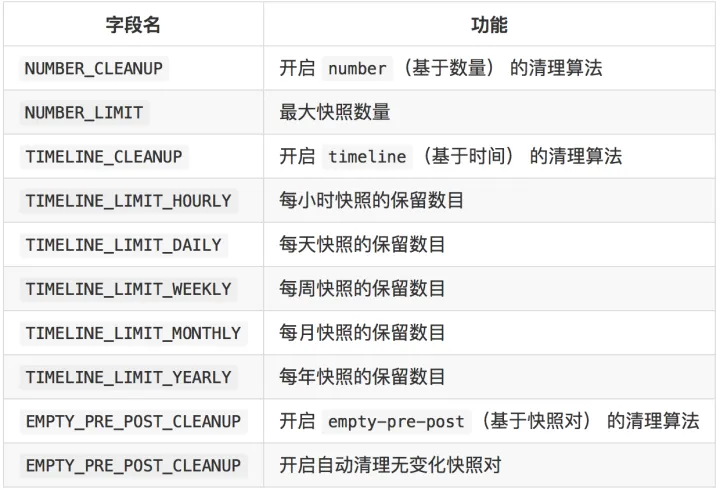 字段名 功能
NUMBER_CLEANUP 开启 number （基于数量） 的清理算法
NUMBER_LIMIT 最大快照数量
TIMELINE_CLEANUP 开启 timeline （基于时间） 的清理算法
TIMELINE_LIMIT_HOURLY 每小时快照的保留数目
TIMELINE_LIMIT_DAILY 每天快照的保留数目
TIMELINE_LIMIT_WEEKLY 每周快照的保留数目
TIMELINE_LIMIT_MONTHLY 每月快照的保留数目
TIMELINE_LIMIT_YEARLY 每年快照的保留数目
EMPTY_PRE_POST_CLEANUP 开启 empty-pre-post （基于快照对） 的清理算法
EMPTY_PRE_POST_CLEANUP 开启自动清理无变化快照对